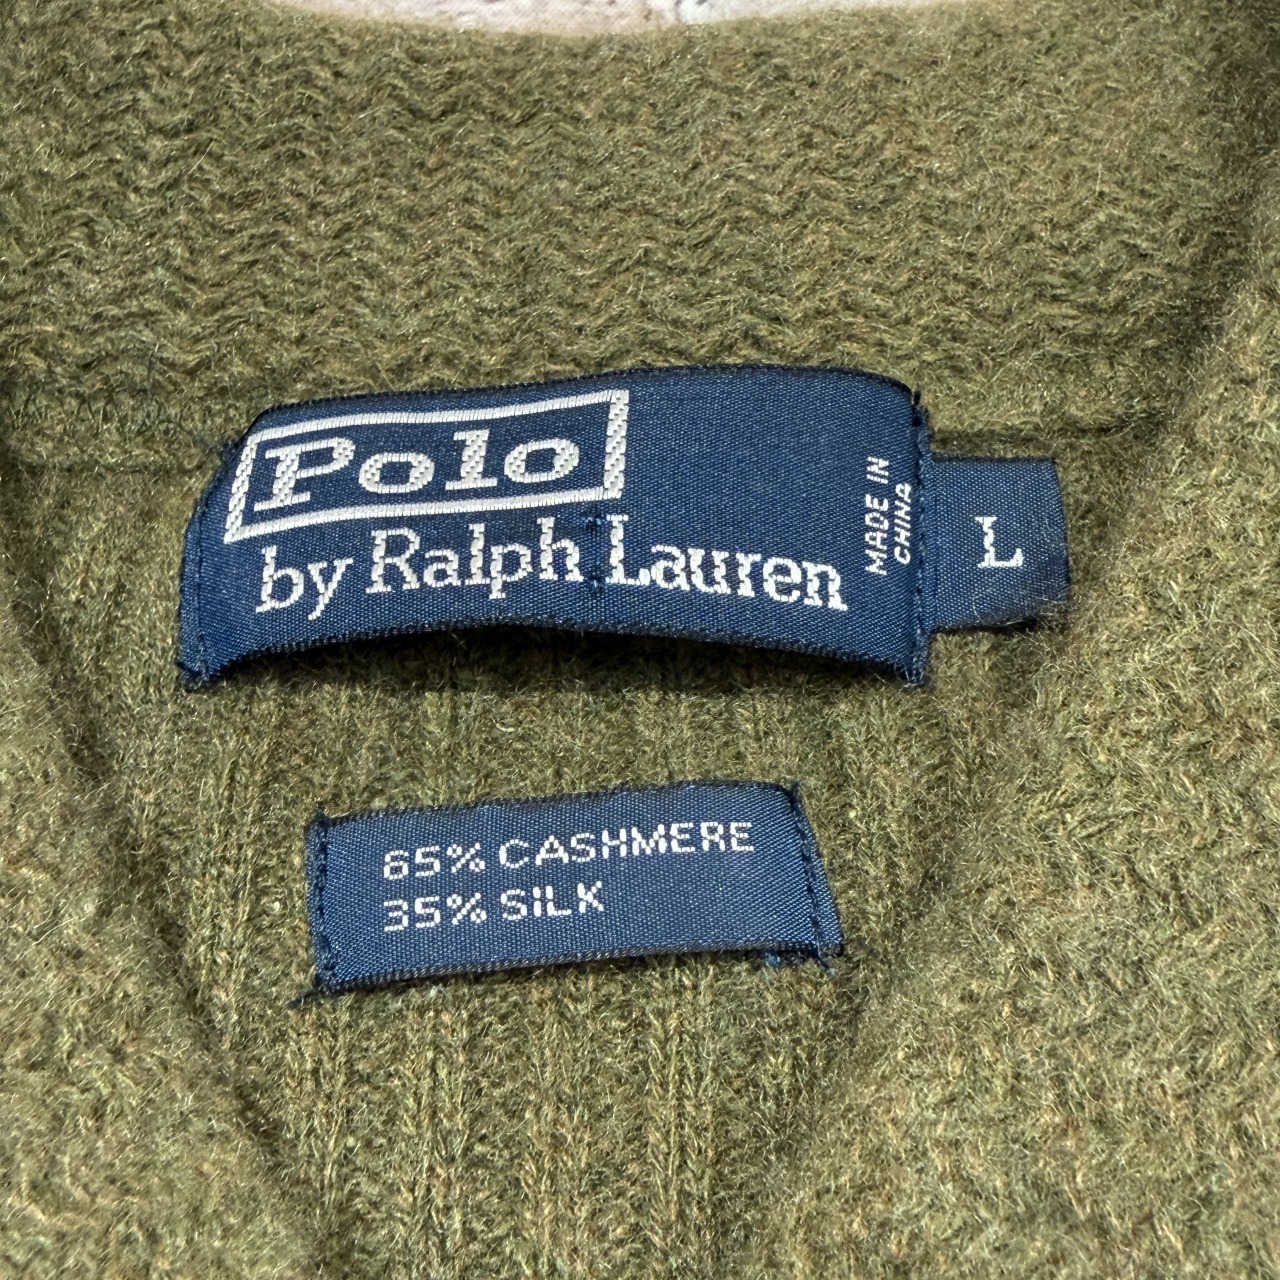 Polo
by Ralph Lauren
MADE IN
CHINA
L
65% CASHMERE
35% SILK